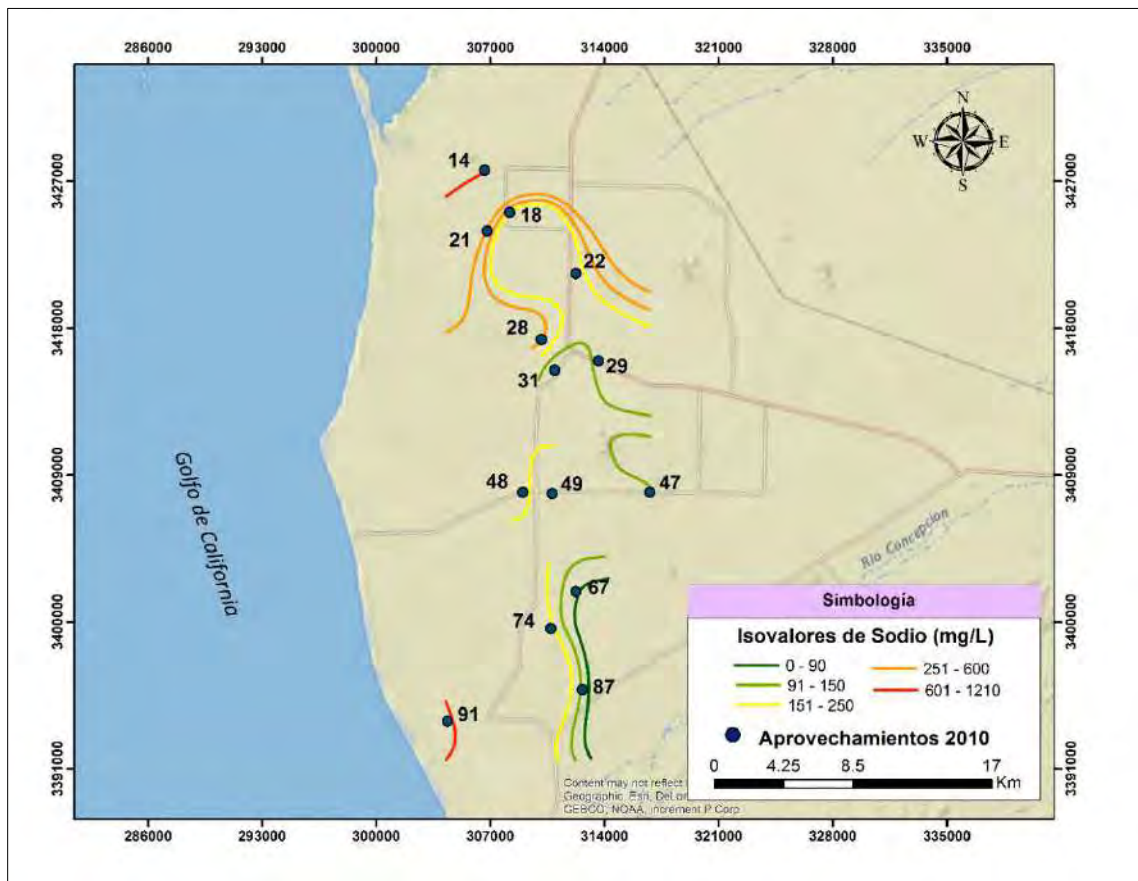 286000 293000 300000 307000 314000 321000 328000 335000
N
W E
S
3427000 3427000
14
18
21
22
3418000 3418000
28
29
31
3409000 3409000
48 49 47
Golfo de California
Rio Concepcion
67
3400000 3400000
74
87
91
3391000 3391000
Simbología
Isovalores de Sodio (mg/L)
0 - 90 251 - 600
91 - 150 601 - 1210
151 - 250
Aprovechamientos 2010
0 4.25 8.5 17
Km
Content may not reflect
Geographic, Esri, DeLor
GEBCO, NOAA, increment P Corp.
286000 293000 300000 307000 314000 321000 328000 335000